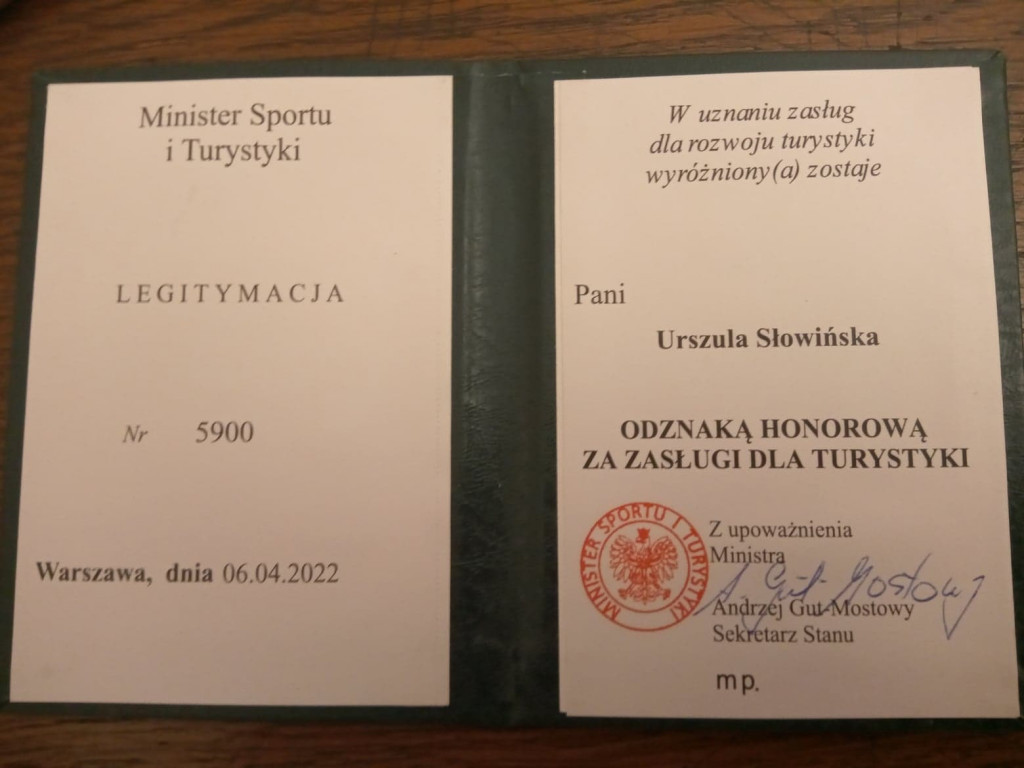 Minister Sportu
i Turystyki
LEGITYMACJA
Nr 5900
Warszawa, dnia 06.04.2022
W uznaniu zasług
dla rozwoju turystyki
wyróżniony(a) zostaje
Pani
Urszula Słowińska
ODZNAKĄ HONOROWĄ
ZA ZASŁUGI DLA TURYSTYKI
MINISTER SPORTU I TURYSTYKI
Z upoważnienia
Ministra
A. Gut-Mostowy
Andrzej Gut-Mostowy
Sekretarz Stanu
mp.